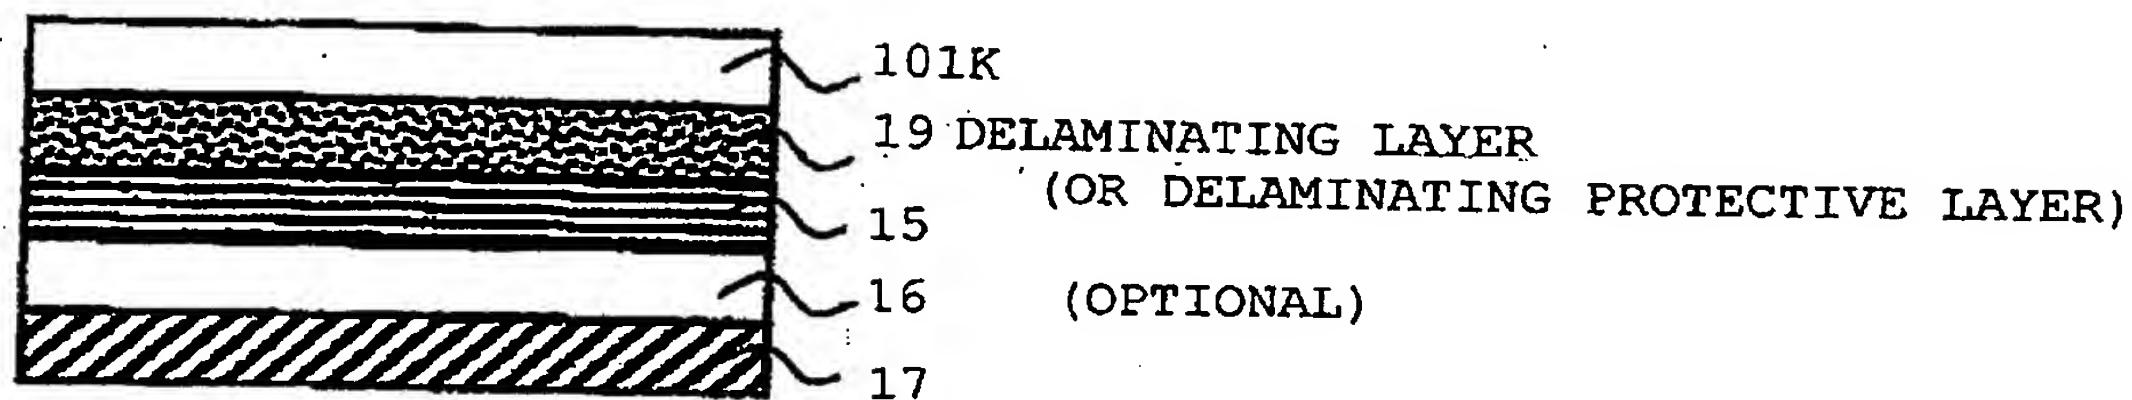 101K
19 DELAMINATING LAYER
(OR DELAMINATING PROTECTIVE LAYER)
15
16 (OPTIONAL)
17